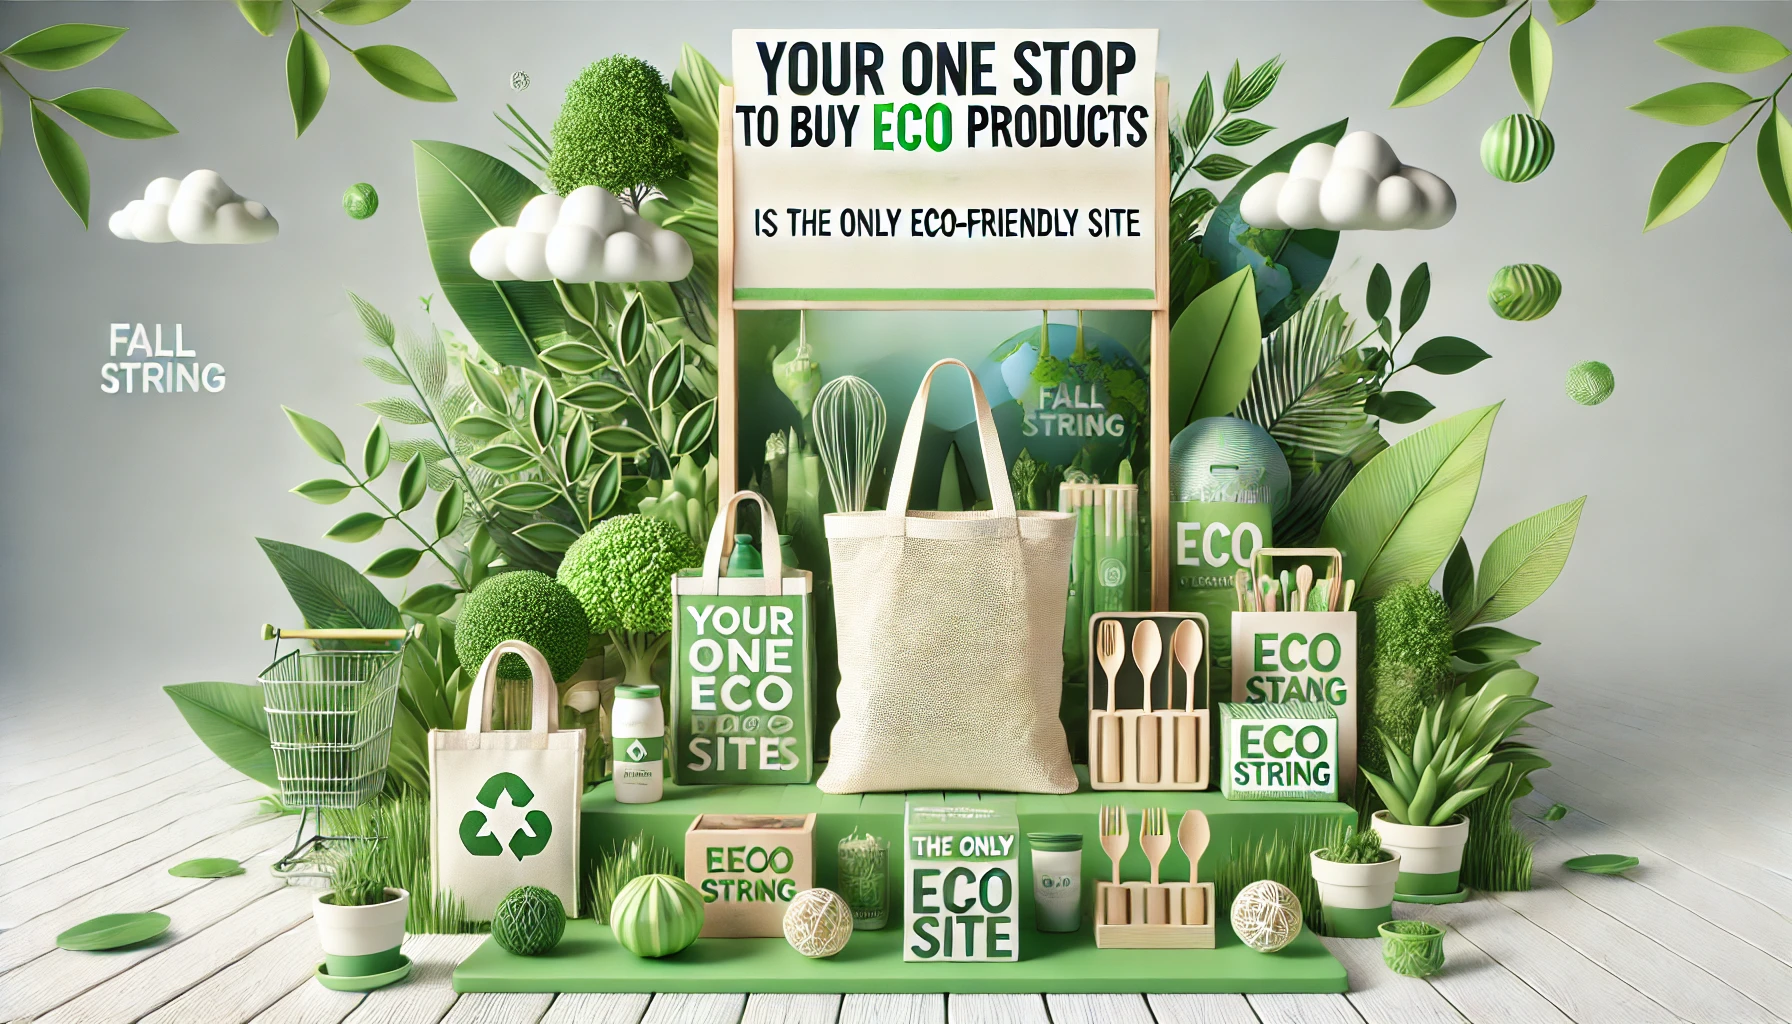 YOUR ONE STOP
TO BUY ECO PRODUCTS
IS THE ONLY ECO-FRIENDLY SITE
FALL
STRING
FALL
STRING
ECO
YOUR
ONE
ECO
SITES
ECO
STANG
ECO
STRING
EEOO
STRING
THE ONLY
ECO
SITE